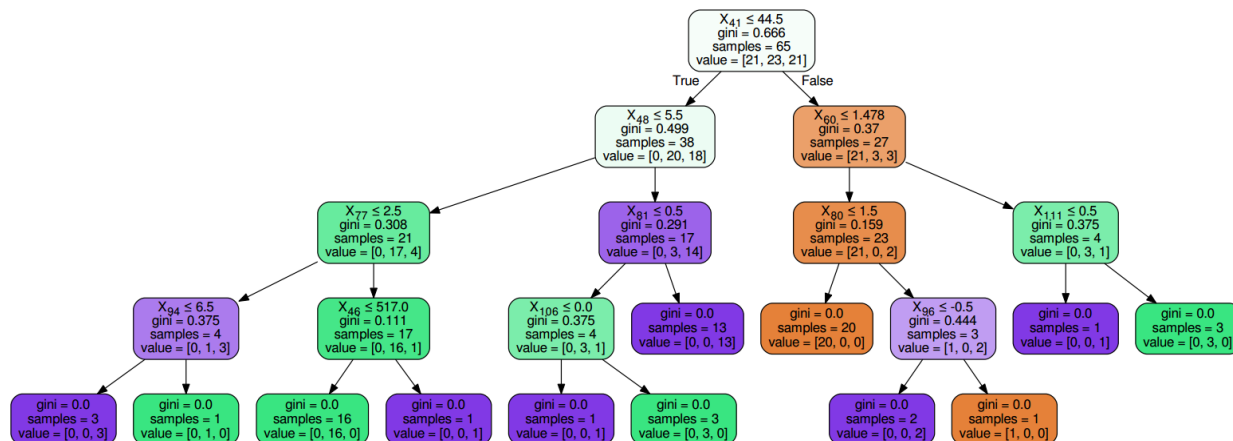 X₄₁ ≤ 44.5
gini = 0.666
samples = 65
value = [21, 23, 21]
True
False
X₄₈ ≤ 5.5
gini = 0.499
samples = 38
value = [0, 20, 18]
X₆₀ ≤ 1.478
gini = 0.37
samples = 27
value = [21, 3, 3]
X₇₇ ≤ 2.5
gini = 0.308
samples = 21
value = [0, 17, 4]
X₈₁ ≤ 0.5
gini = 0.291
samples = 17
value = [0, 3, 14]
X₈₀ ≤ 1.5
gini = 0.159
samples = 23
value = [21, 0, 2]
X₁₁₁ ≤ 0.5
gini = 0.375
samples = 4
value = [0, 3, 1]
X₉₄ ≤ 6.5
gini = 0.375
samples = 4
value = [0, 1, 3]
X₄₆ ≤ 517.0
gini = 0.111
samples = 17
value = [0, 16, 1]
X₁₀₆ ≤ 0.0
gini = 0.375
samples = 4
value = [0, 3, 1]
gini = 0.0
samples = 13
value = [0, 0, 13]
gini = 0.0
samples = 20
value = [20, 0, 0]
X₉₆ ≤ -0.5
gini = 0.444
samples = 3
value = [1, 0, 2]
gini = 0.0
samples = 1
value = [0, 0, 1]
gini = 0.0
samples = 3
value = [0, 3, 0]
gini = 0.0
samples = 3
value = [0, 0, 3]
gini = 0.0
samples = 1
value = [0, 1, 0]
gini = 0.0
samples = 16
value = [0, 16, 0]
gini = 0.0
samples = 1
value = [0, 0, 1]
gini = 0.0
samples = 1
value = [0, 0, 1]
gini = 0.0
samples = 3
value = [0, 3, 0]
gini = 0.0
samples = 2
value = [0, 0, 2]
gini = 0.0
samples = 1
value = [1, 0, 0]